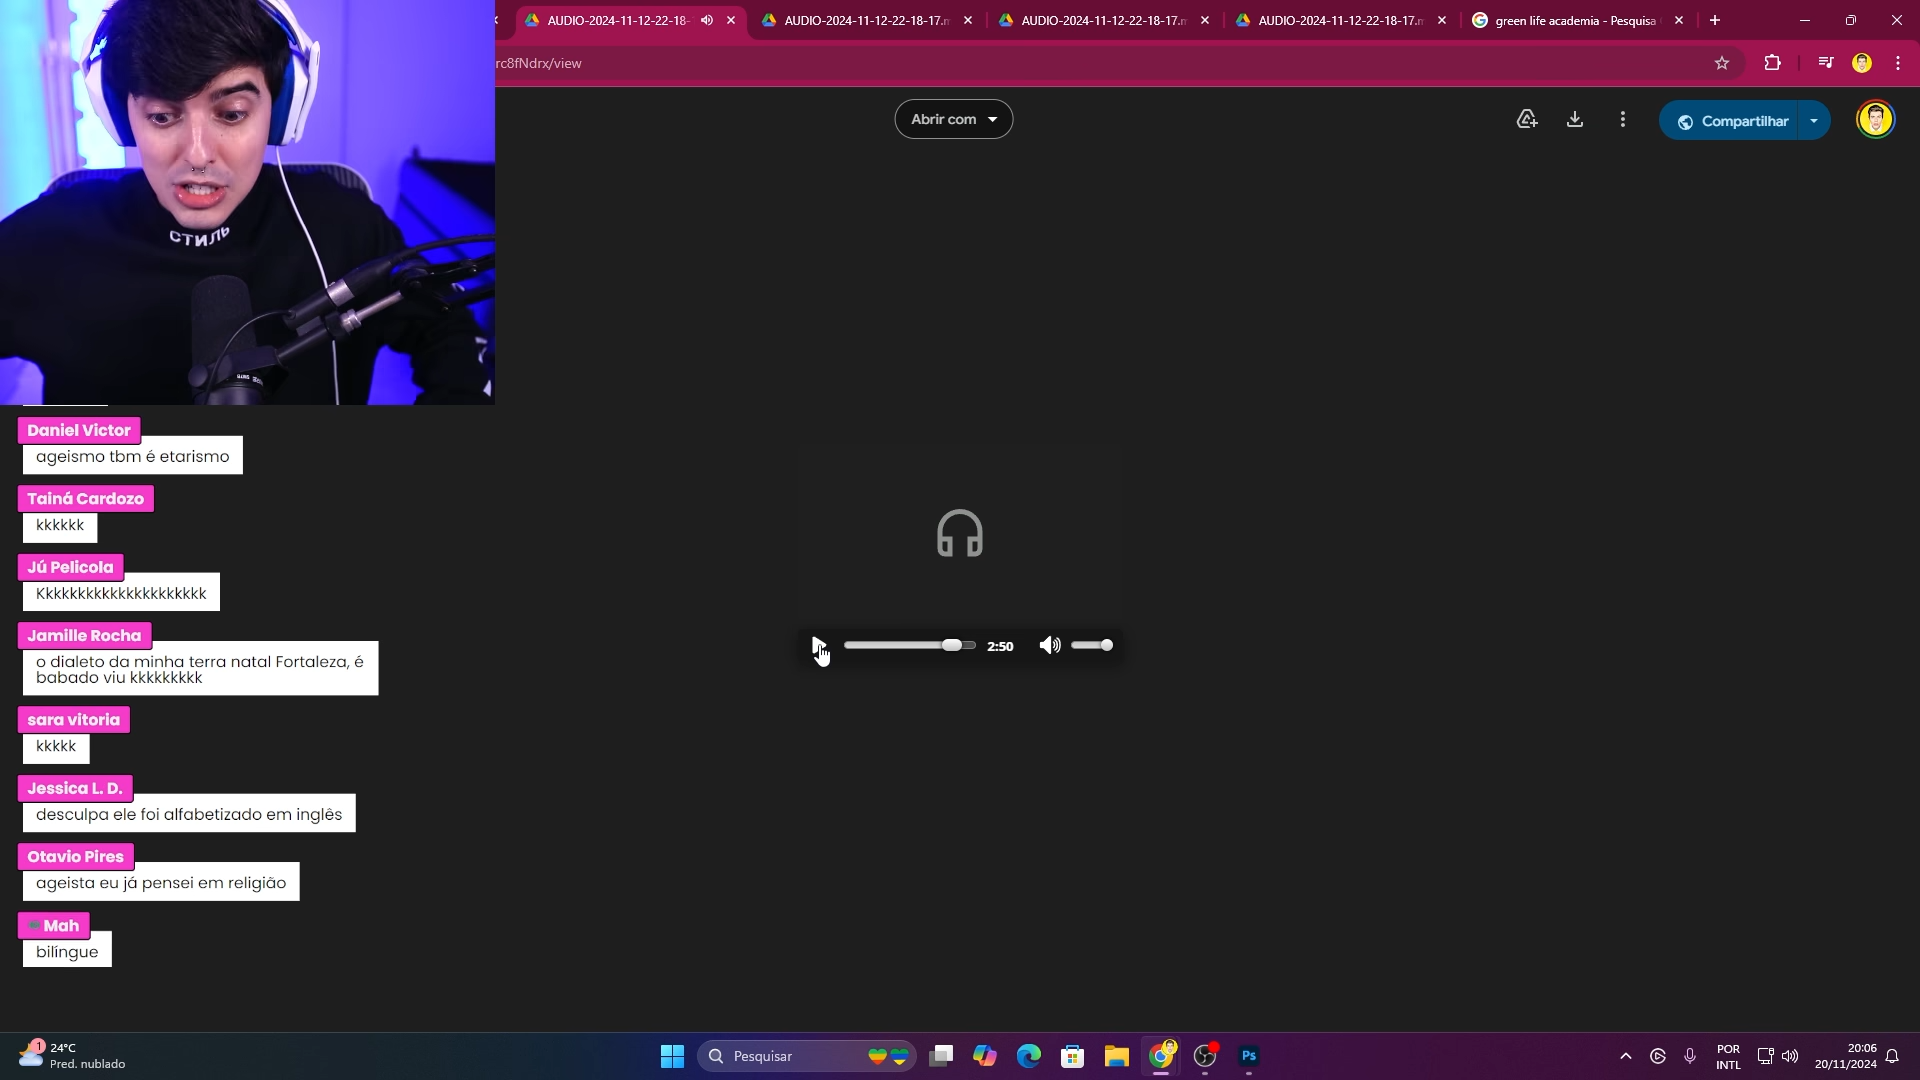 AUDIO-2024-11-12-22-18-
AUDIO-2024-11-12-22-18-17.m
AUDIO-2024-11-12-22-18-17.m
AUDIO-2024-11-12-22-18-17.m
green life academia - Pesquisa
rc8fNdrx/view
Abrir com
Compartilhar
СТИЛЬ
Daniel Victor
ageismo tbm é etarismo
Tainá Cardozo
kkkkkk
Jú Pelicola
Kkkkkkkkkkkkkkkkkkkkk
Jamille Rocha
o dialeto da minha terra natal Fortaleza, é
babado viu kkkkkkkkk
sara vitoria
kkkkk
Jessica L. D.
desculpa ele foi alfabetizado em inglês
Otavio Pires
ageista eu já pensei em religião
Mah
bilíngue
2:50
1
24°C
Pred. nublado
Pesquisar
Ps
POR
INTL
20:06
20/11/2024